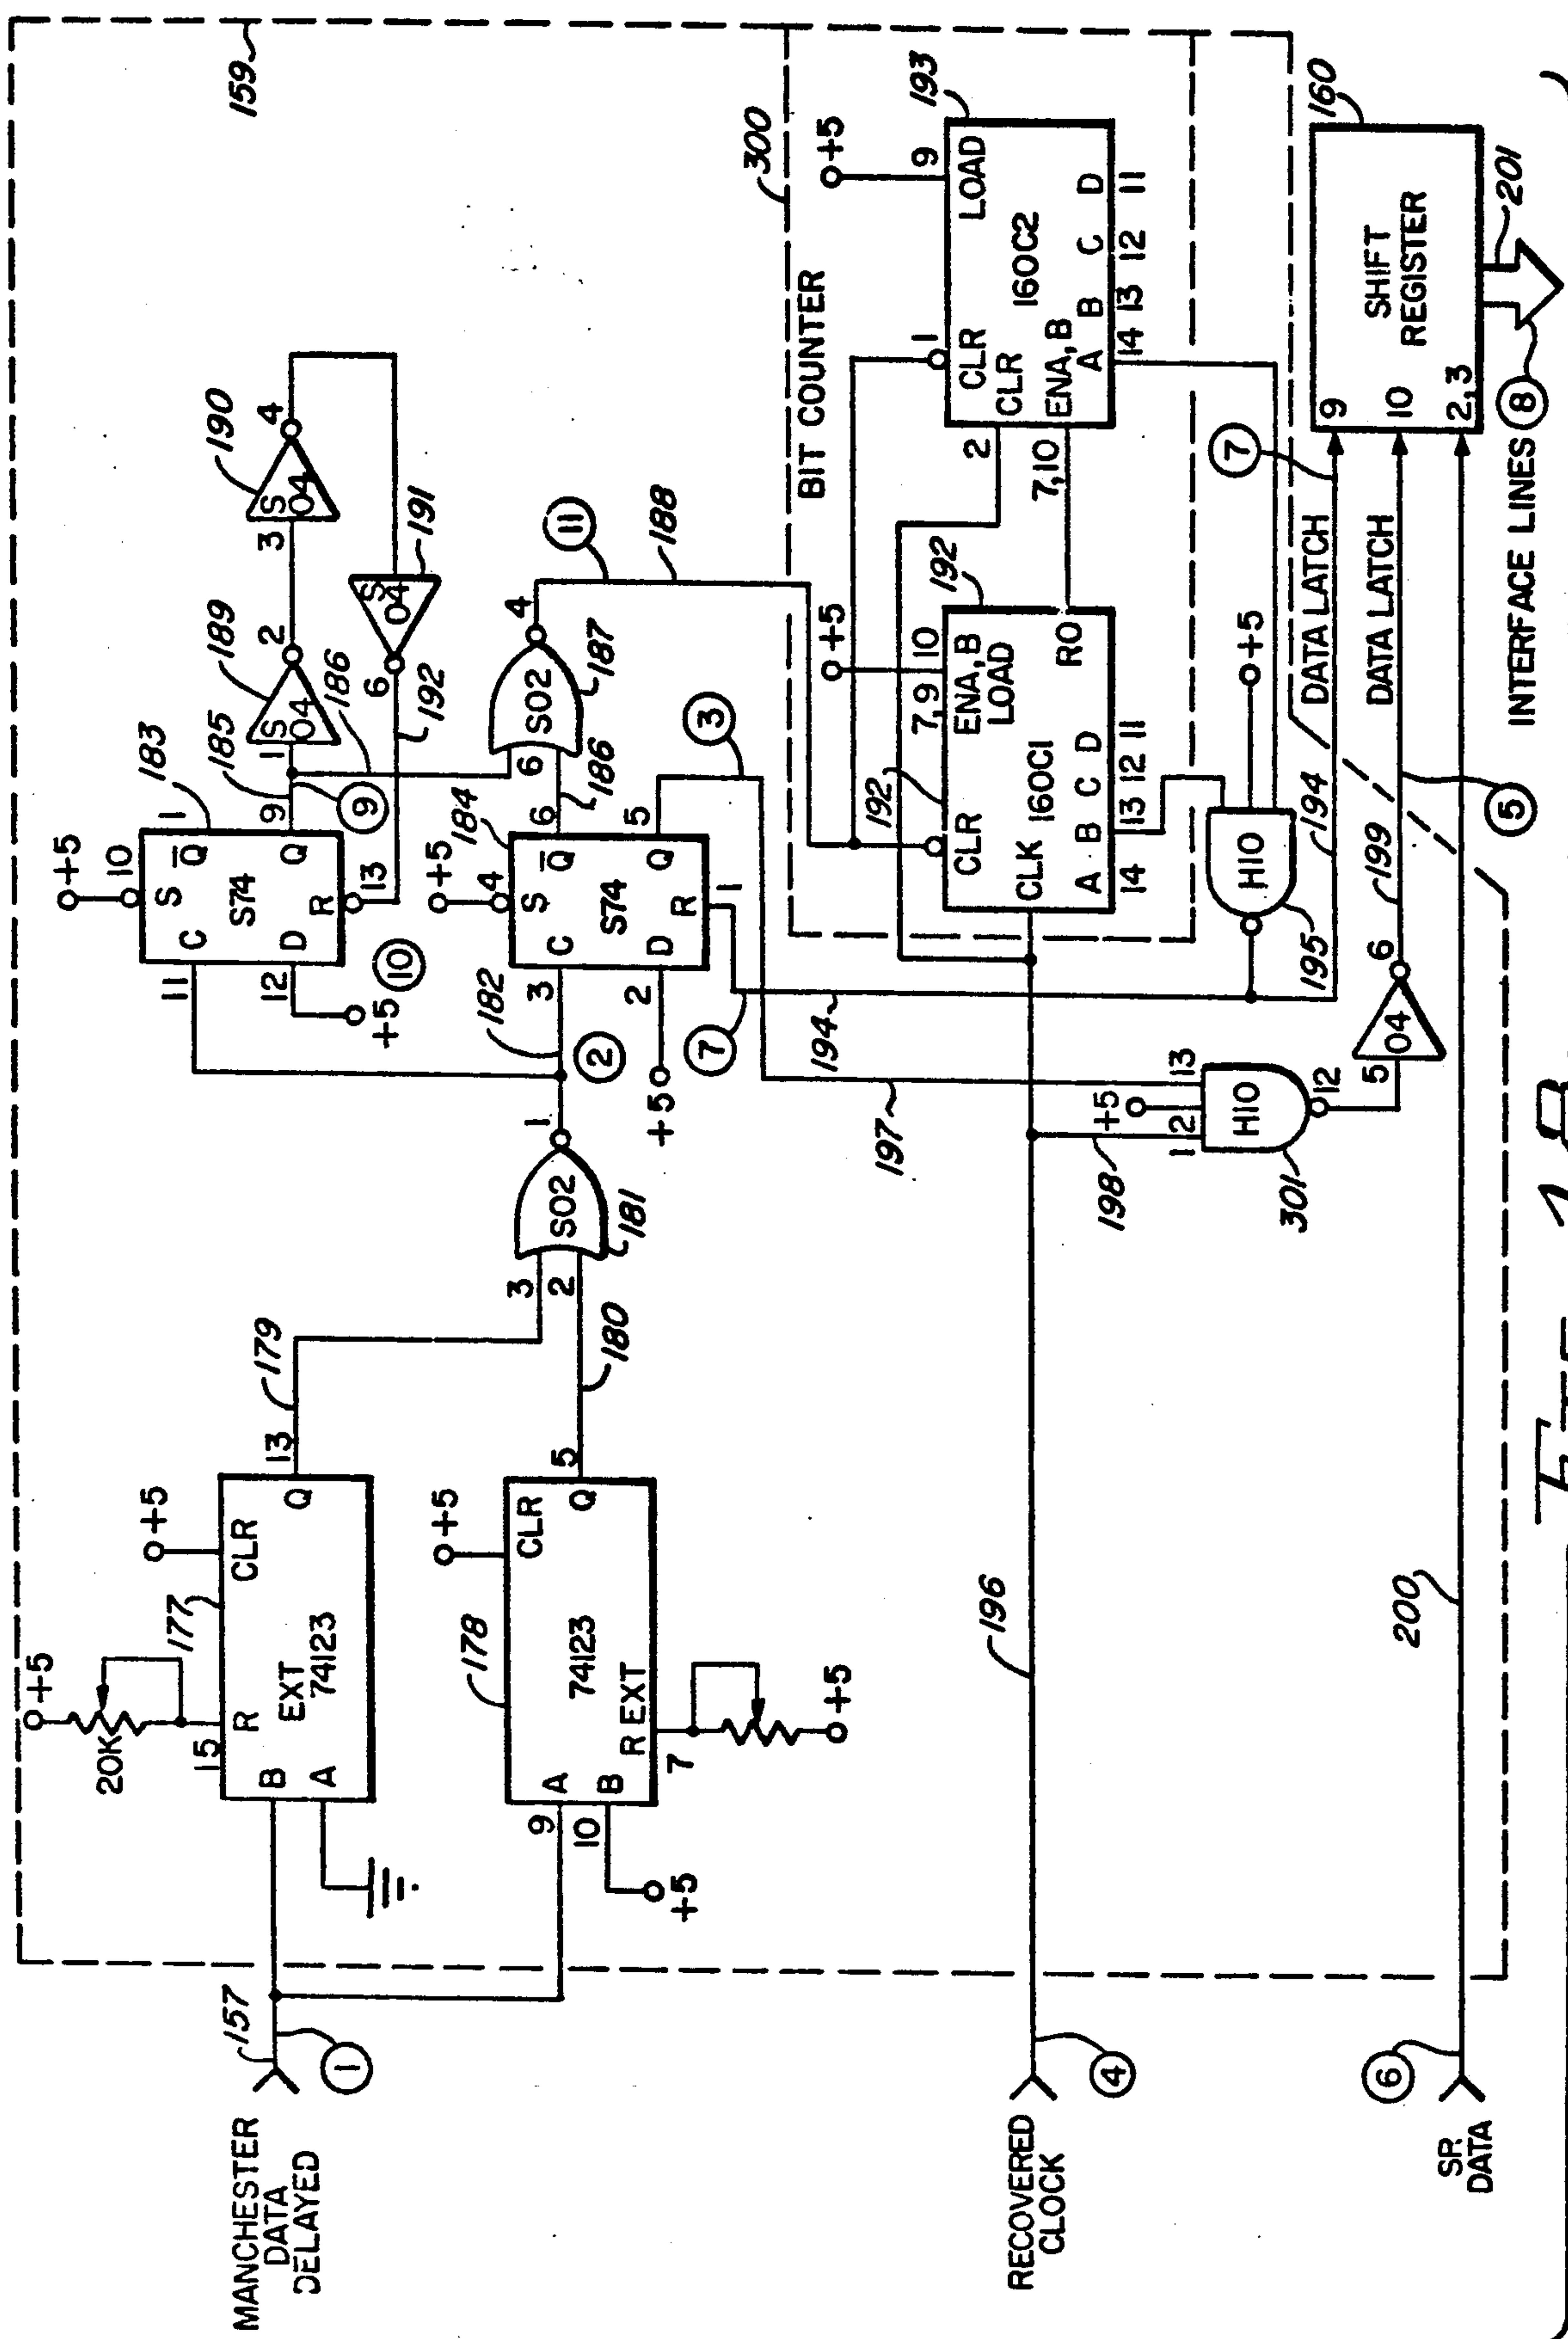 159
+5
20K
15
R
177
+5
CLR
B
EXT
A
74123
Q
13
179
+5
10
1
183
S
Q
C
S74
D
R
Q
11
12
+5
10
9
185
9
13
189
1
S
04
2
186
190
3
S
04
4
S
04
191
6
192
157
1
MANCHESTER
DATA
DELAYED
178
+5
CLR
A
74123
B
R EXT
Q
9
10
+5
7
+5
5
180
3
2
S02
181
1
182
2
3
+5
4
184
S
Q
C
S74
D
R
Q
2
+5
7
1
6
5
186
6
S02
187
4
11
188
3
194
197
300
BIT COUNTER
+5
7,9
10
192
192
CLR
ENA, B
LOAD
CLK
160C1
RO
A B C D
14 13 12 11
+5
9
193
1
CLR
LOAD
CLR
160C2
ENA, B
A B C D
2
7,10
14 13 12 11
196
RECOVERED
CLOCK
4
198
+5
1
2
13
H10
301
12
5
04
6
199
H10
195
+5
194
7
DATA LATCH
DATA LATCH
5
160
9
10
2,3
SHIFT
REGISTER
201
8
INTERFACE LINES
200
6
SR
DATA